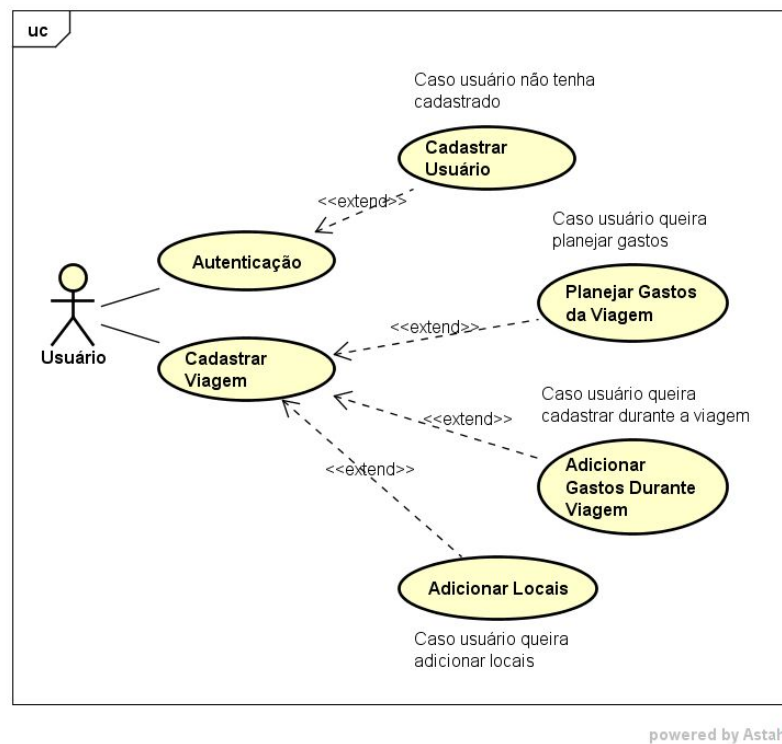 uc
Caso usuário não tenha
cadastrado
Cadastrar
Usuário
<<extend>>
Autenticação
Caso usuário queira
planejar gastos
Planejar Gastos
da Viagem
<<extend>>
Usuário
Cadastrar
Viagem
Caso usuário queira
cadastrar durante a viagem
<<extend>>
Adicionar
Gastos Durante
Viagem
<<extend>>
Adicionar Locais
Caso usuário queira
adicionar locais
powered by Astah